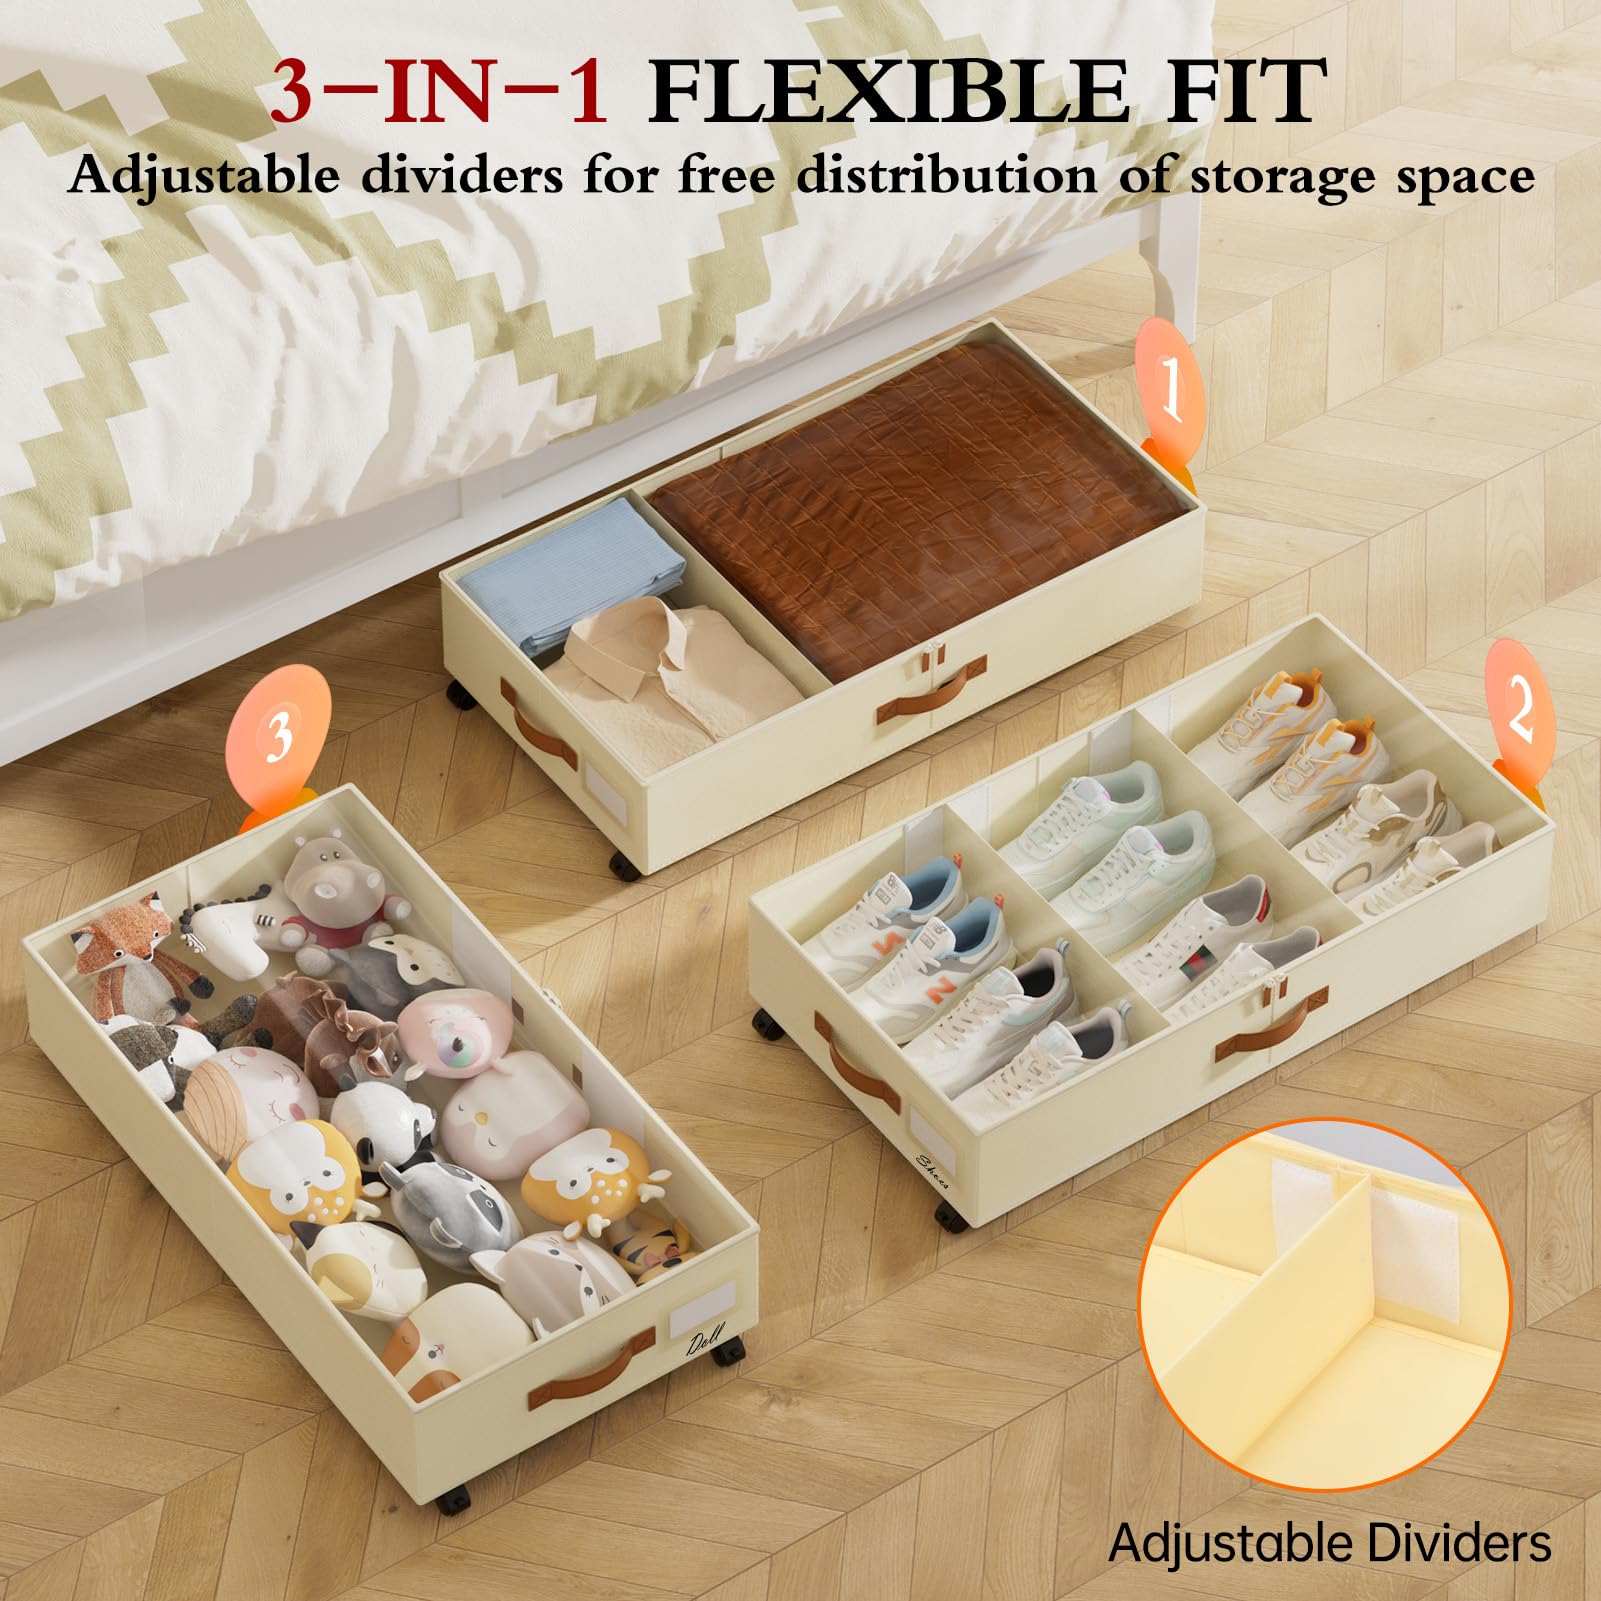 3-IN-1 FLEXIBLE FIT
Adjustable dividers for free distribution of storage space
1
2
3
Shoes
Doll
N
N
Adjustable Dividers